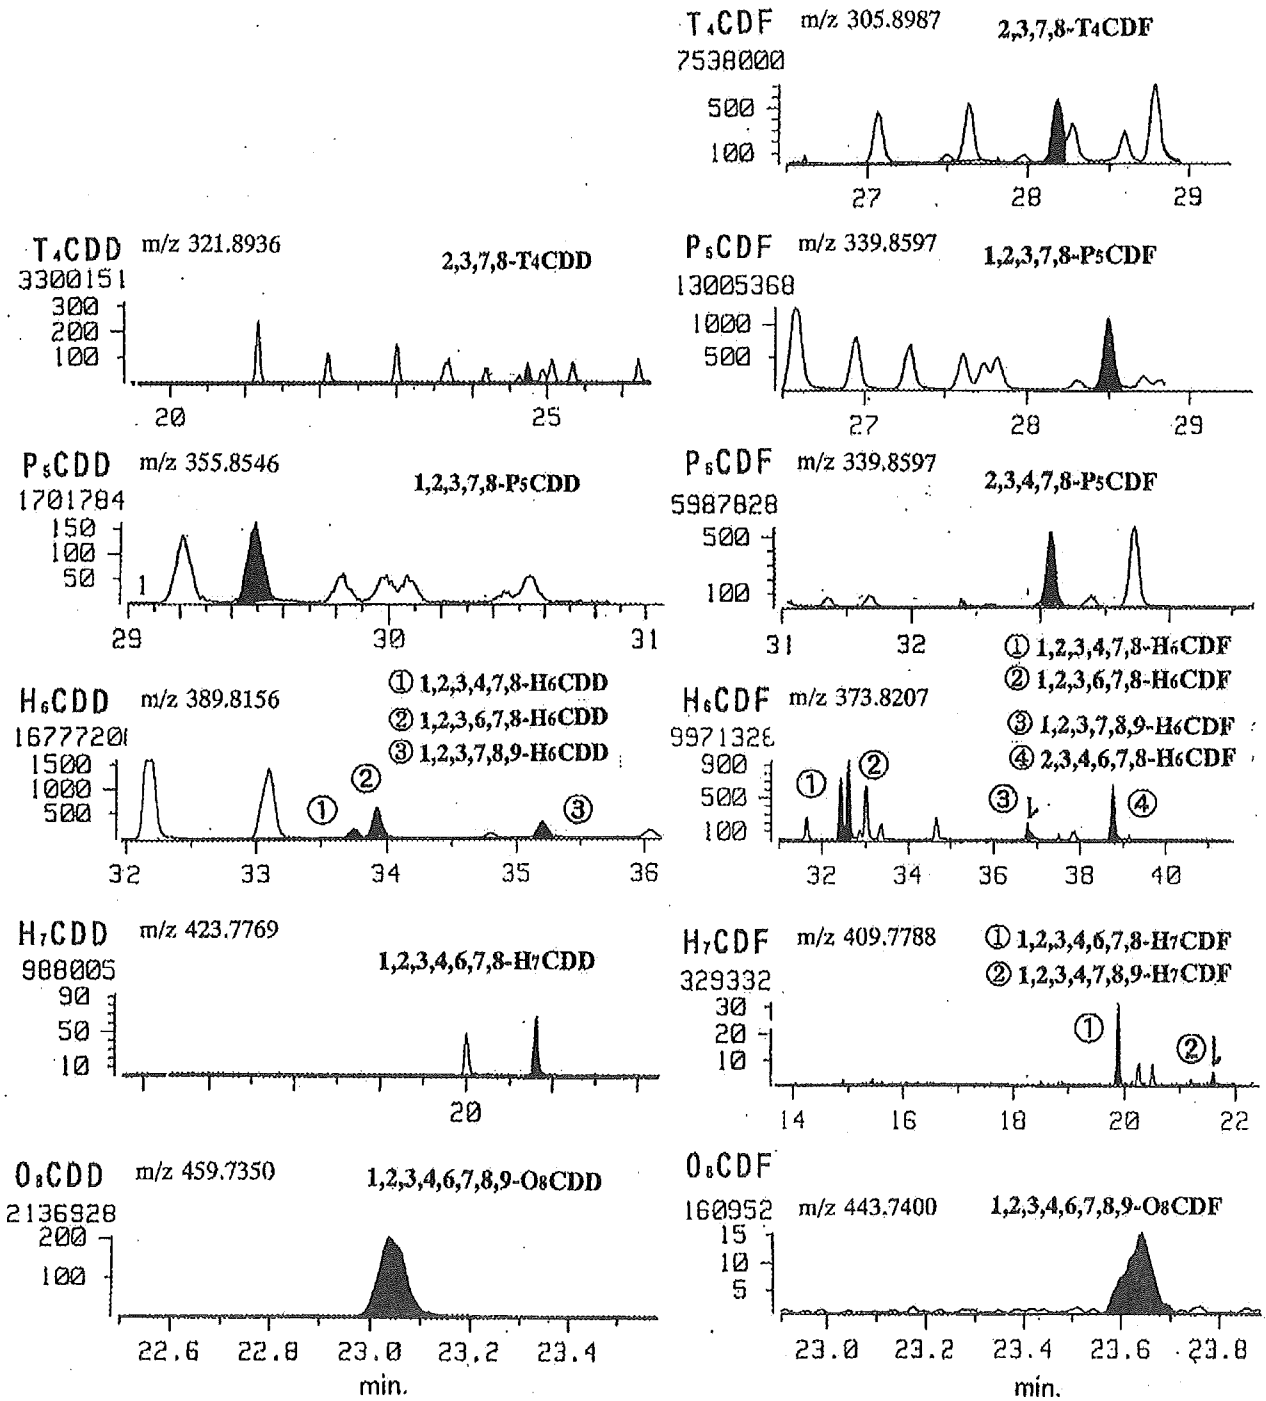 T4CDF m/z 305.8987 2,3,7,8-T4CDF
7538000
500
100
27 28 29
T4CDD m/z 321.8936 2,3,7,8-T4CDD
3300151
300
200
100
20 25
P5CDF m/z 339.8597 1,2,3,7,8-P5CDF
13005368
1000
500
27 28 29
P5CDD m/z 355.8546 1,2,3,7,8-P5CDD
1701784
150
100
50
1
29 30 31
P5CDF m/z 339.8597 2,3,4,7,8-P5CDF
5987828
500
100
31 32
H6CDD m/z 389.8156
① 1,2,3,4,7,8-H6CDD
② 1,2,3,6,7,8-H6CDD
③ 1,2,3,7,8,9-H6CDD
1677720
1500
1000
500
① ② ③
32 33 34 35 36
H6CDF m/z 373.8207
① 1,2,3,4,7,8-H6CDF
② 1,2,3,6,7,8-H6CDF
③ 1,2,3,7,8,9-H6CDF
④ 2,3,4,6,7,8-H6CDF
9971328
900
500
100
① ② ③ ④
32 34 36 38 40
H7CDD m/z 423.7769 1,2,3,4,6,7,8-H7CDD
988005
90
50
10
20
H7CDF m/z 409.7788
① 1,2,3,4,6,7,8-H7CDF
② 1,2,3,4,7,8,9-H7CDF
329332
30
20
10
① ②
14 16 18 20 22
O8CDD m/z 459.7350 1,2,3,4,6,7,8,9-O8CDD
2136928
200
100
22.6 22.8 23.0 23.2 23.4
min.
O8CDF
160952 m/z 443.7400 1,2,3,4,6,7,8,9-O8CDF
15
10
5
23.0 23.2 23.4 23.6 23.8
min.